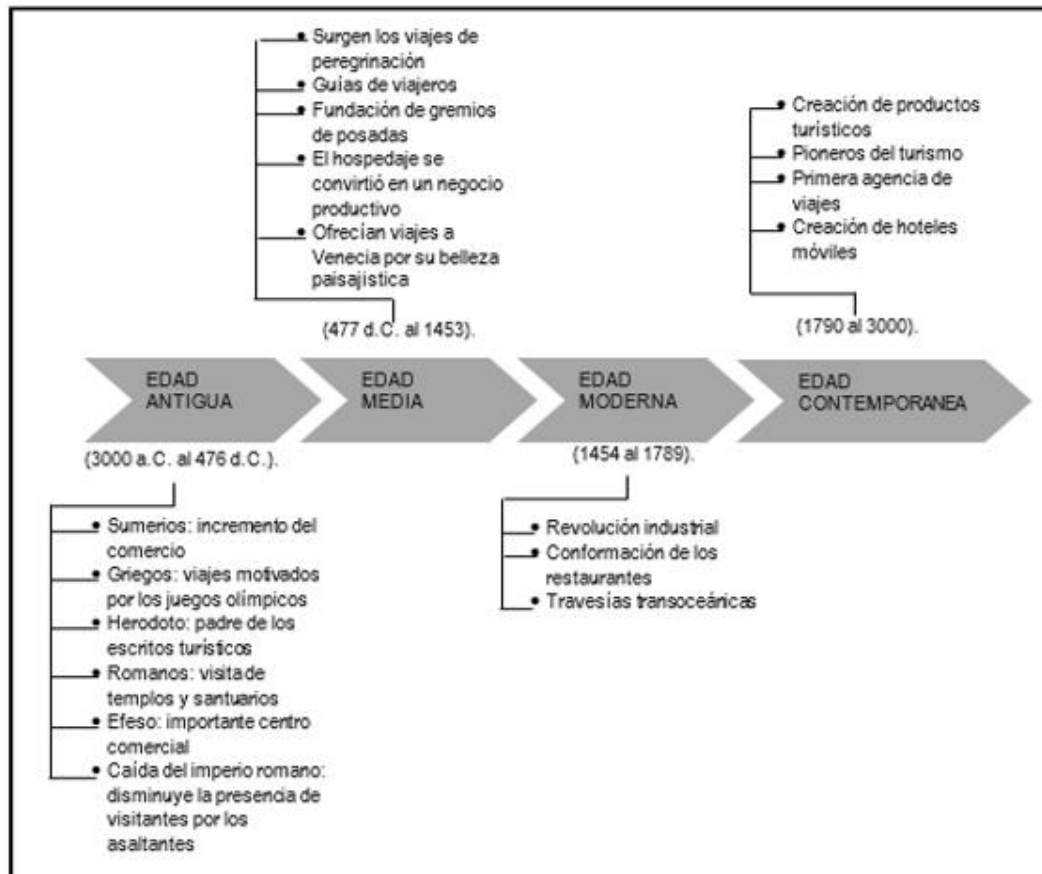 • Surgen los viajes de
peregrinación
• Guías de viajeros
• Fundación de gremios
de posadas
• El hospedaje se
convirtió en un negocio
productivo
• Ofrecían viajes a
Venecia por su belleza
paisajistica
(477 d.C. al 1453).
• Creación de productos
turísticos
• Pioneros del turismo
• Primera agencia de
viajes
• Creación de hoteles
móviles
(1790 al 3000).
EDAD
ANTIGUA
EDAD
MEDIA
EDAD
MODERNA
EDAD
CONTEMPORANEA
(3000 a.C. al 476 d.C.).
• Sumerios: incremento del
comercio
• Griegos: viajes motivados
por los juegos olímpicos
• Herodoto: padre de los
escritos turísticos
• Romanos: visita de
templos y santuarios
• Efeso: importante centro
comercial
• Caída del imperio romano:
disminuye la presencia de
visitantes por los
asaltantes
(1454 al 1789).
• Revolución industrial
• Conformación de los
restaurantes
• Travesías transoceánicas